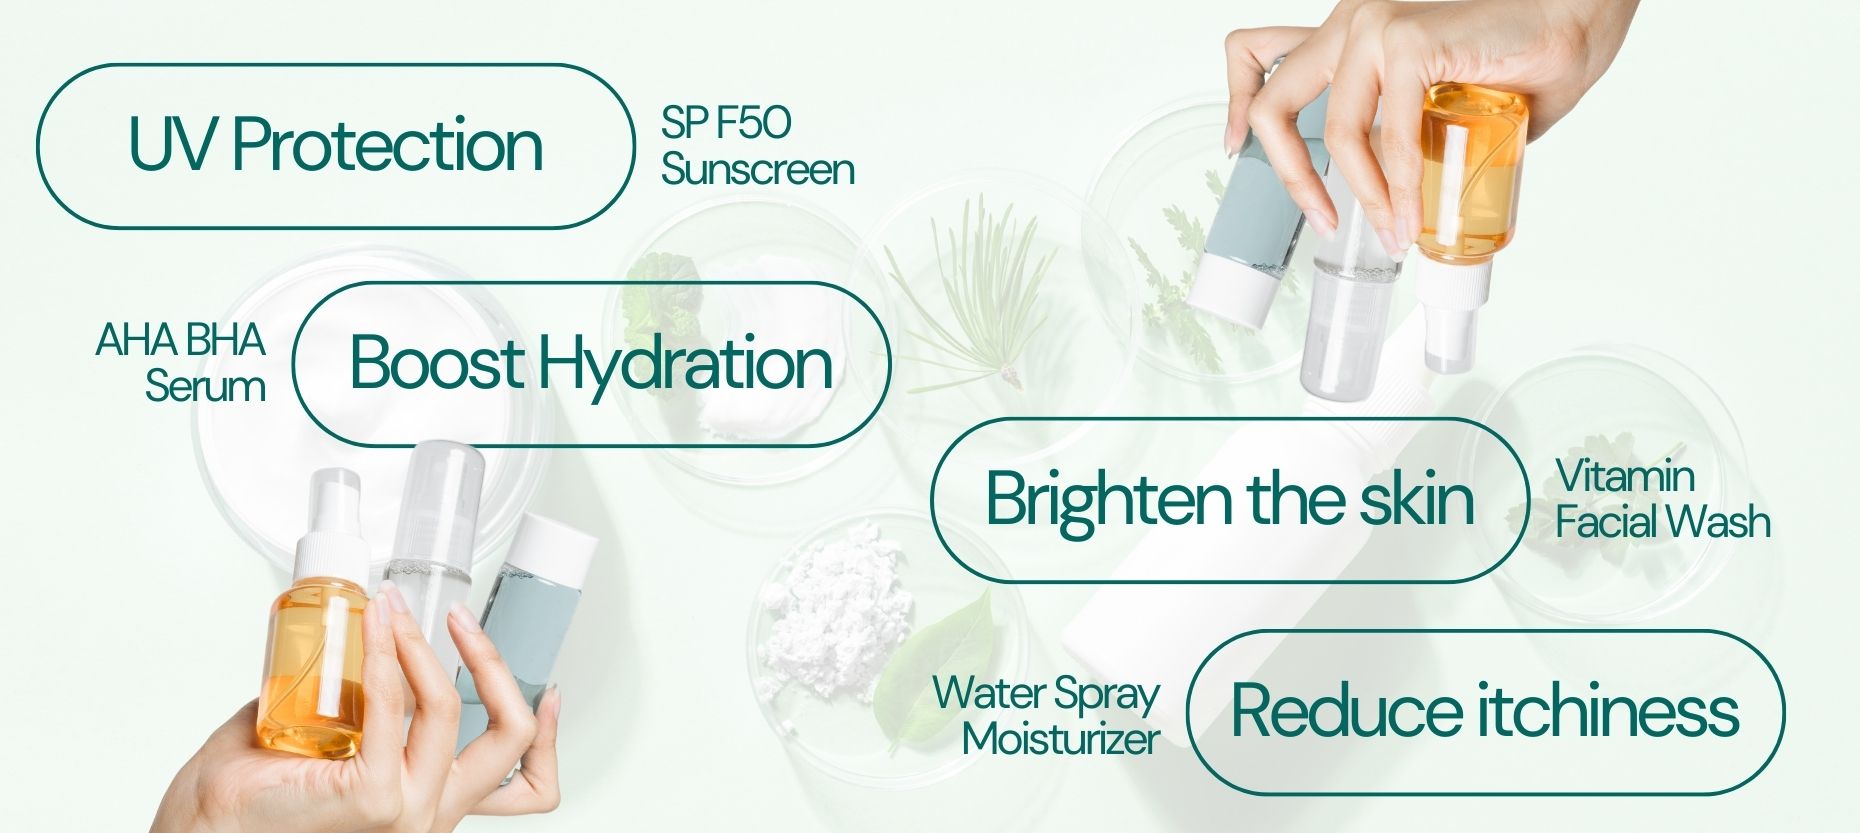 UV Protection
SP F50
Sunscreen
AHA BHA
Serum
Boost Hydration
Brighten the skin
Vitamin
Facial Wash
Water Spray
Moisturizer
Reduce itchiness